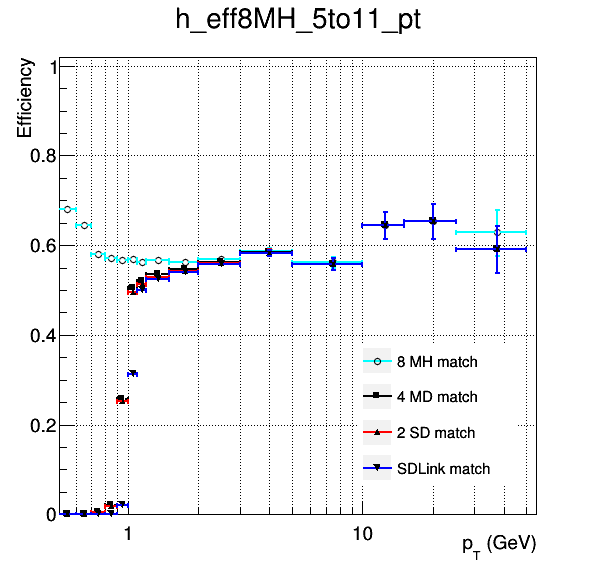 h_eff8MH_5to11_pt
Efficiency
1
0.8
0.6
0.4
0.2
0
8 MH match
4 MD match
2 SD match
SDLink match
1
10
p_T (GeV)